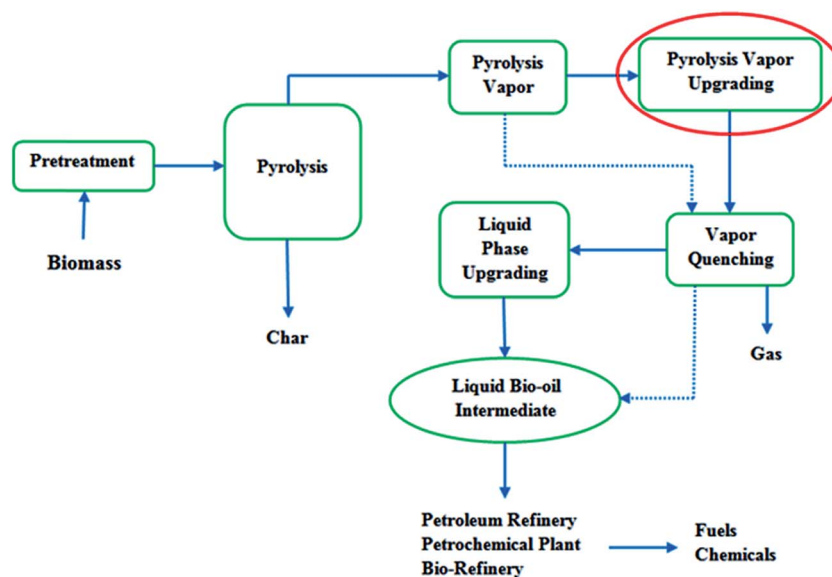 Pyrolysis
Vapor
Pyrolysis Vapor
Upgrading
Pretreatment
Pyrolysis
Biomass
Liquid
Phase
Upgrading
Vapor
Quenching
Char
Gas
Liquid Bio-oil
Intermediate
Petroleum Refinery
Petrochemical Plant
Bio-Refinery
Fuels
Chemicals